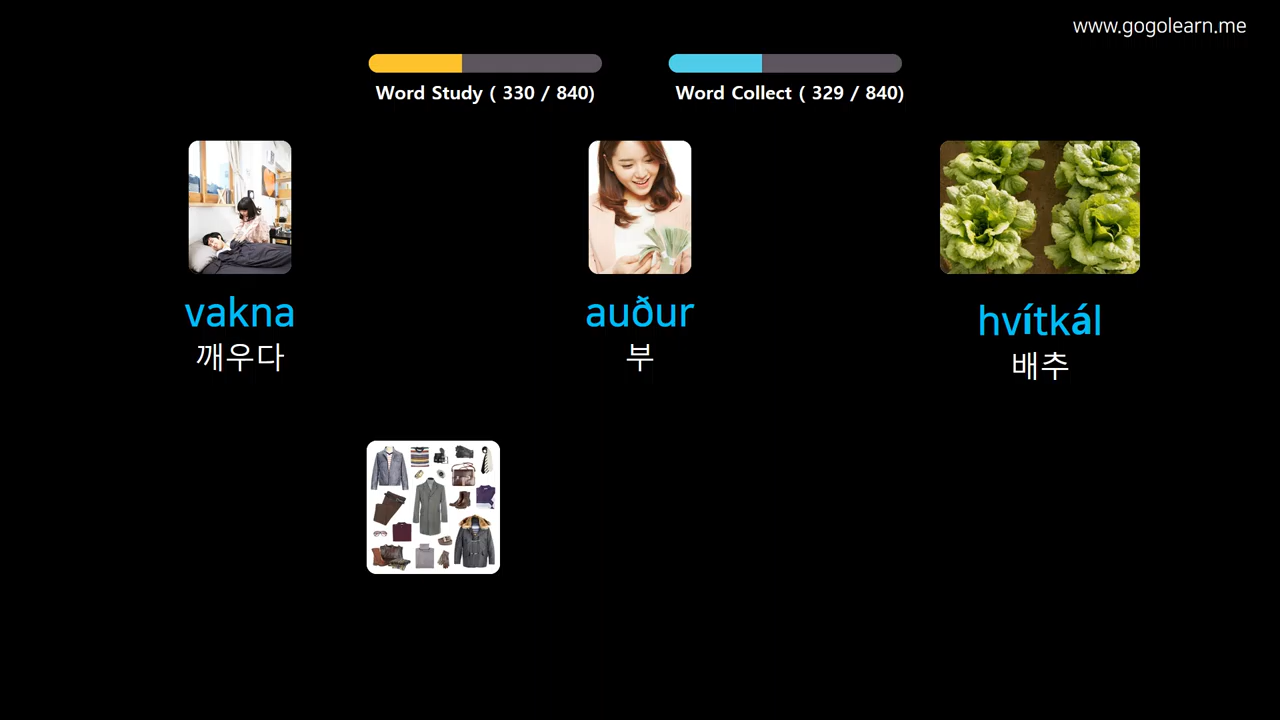 www.gogolearn.me
Word Study ( 330 / 840)
Word Collect ( 329 / 840)
vakna
깨우다
auður
부
hvítkál
배추